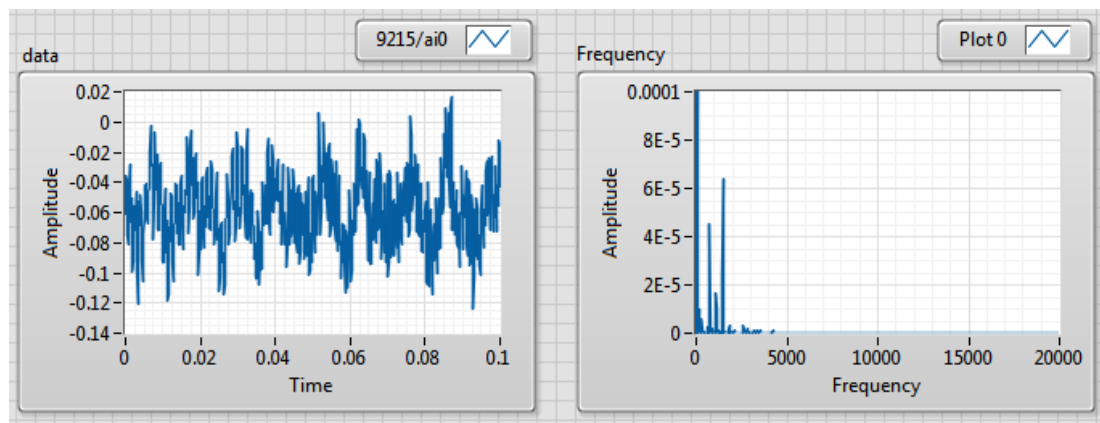 data
9215/ai0
Amplitude
0.02
0
-0.02
-0.04
-0.06
-0.08
-0.1
-0.12
-0.14
0 0.02 0.04 0.06 0.08 0.1
Time
Frequency
Plot 0
Amplitude
0.0001
8E-5
6E-5
4E-5
2E-5
0
0 5000 10000 15000 20000
Frequency